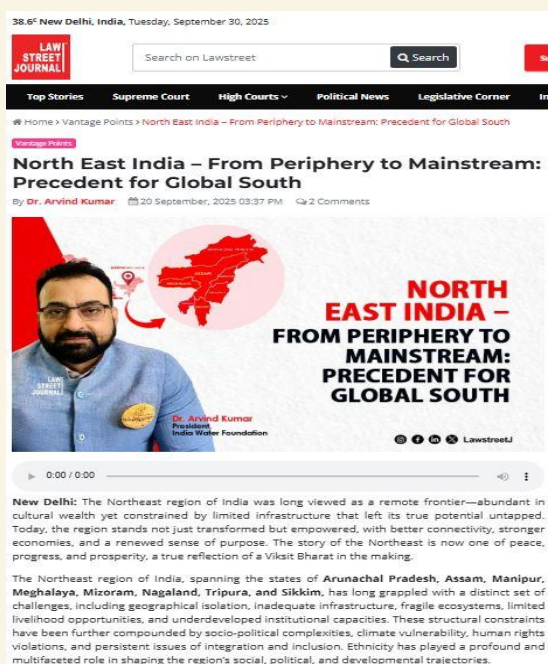 38.6ᶜ New Delhi, India, Tuesday, September 30, 2025
LAW
STREET
JOURNAL
Search on Lawstreet
Search
Top Stories Supreme Court High Courts Political News Legislative Corner
Home > Vantage Points > North East India – From Periphery to Mainstream: Precedent for Global South
Vantage Points
North East India – From Periphery to Mainstream:
Precedent for Global South
By Dr. Arvind Kumar 20 September, 2025 03:37 PM 2 Comments
ASSAM
NORTH
EAST INDIA –
FROM PERIPHERY TO
MAINSTREAM:
PRECEDENT FOR
GLOBAL SOUTH
LAW
STREET
JOURNAL
Dr. Arvind Kumar
President
India Water Foundation
LawstreetJ
0:00 / 0:00
New Delhi: The Northeast region of India was long viewed as a remote frontier—abundant in
cultural wealth yet constrained by limited infrastructure that left its true potential untapped.
Today, the region stands not just transformed but empowered, with better connectivity, stronger
economies, and a renewed sense of purpose. The story of the Northeast is now one of peace,
progress, and prosperity, a true reflection of a Viksit Bharat in the making.
The Northeast region of India, spanning the states of Arunachal Pradesh, Assam, Manipur,
Meghalaya, Mizoram, Nagaland, Tripura, and Sikkim, has long grappled with a distinct set of
challenges, including geographical isolation, inadequate infrastructure, fragile ecosystems, limited
livelihood opportunities, and underdeveloped institutional capacities. These structural constraints
have been further compounded by socio-political complexities, climate vulnerability, human rights
violations, and persistent issues of integration and inclusion. Ethnicity has played a profound and
multifaceted role in shaping the region's social, political, and developmental trajectories.